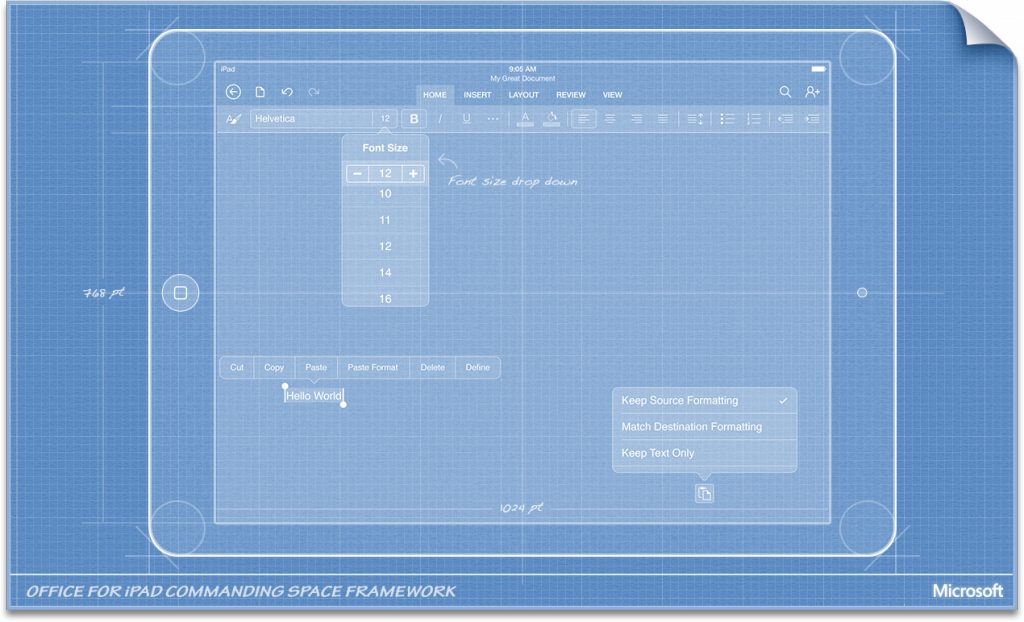 iPad
9:05 AM
My Great Document
HOME INSERT LAYOUT REVIEW VIEW
Helvetica 12 B I U A
Font Size
12
10
11
12
14
16
Font size drop down
768 pt
Cut Copy Paste Paste Format Delete Define
Hello World
Keep Source Formatting
Match Destination Formatting
Keep Text Only
1024 pt
OFFICE FOR iPAD COMMANDING SPACE FRAMEWORK
Microsoft